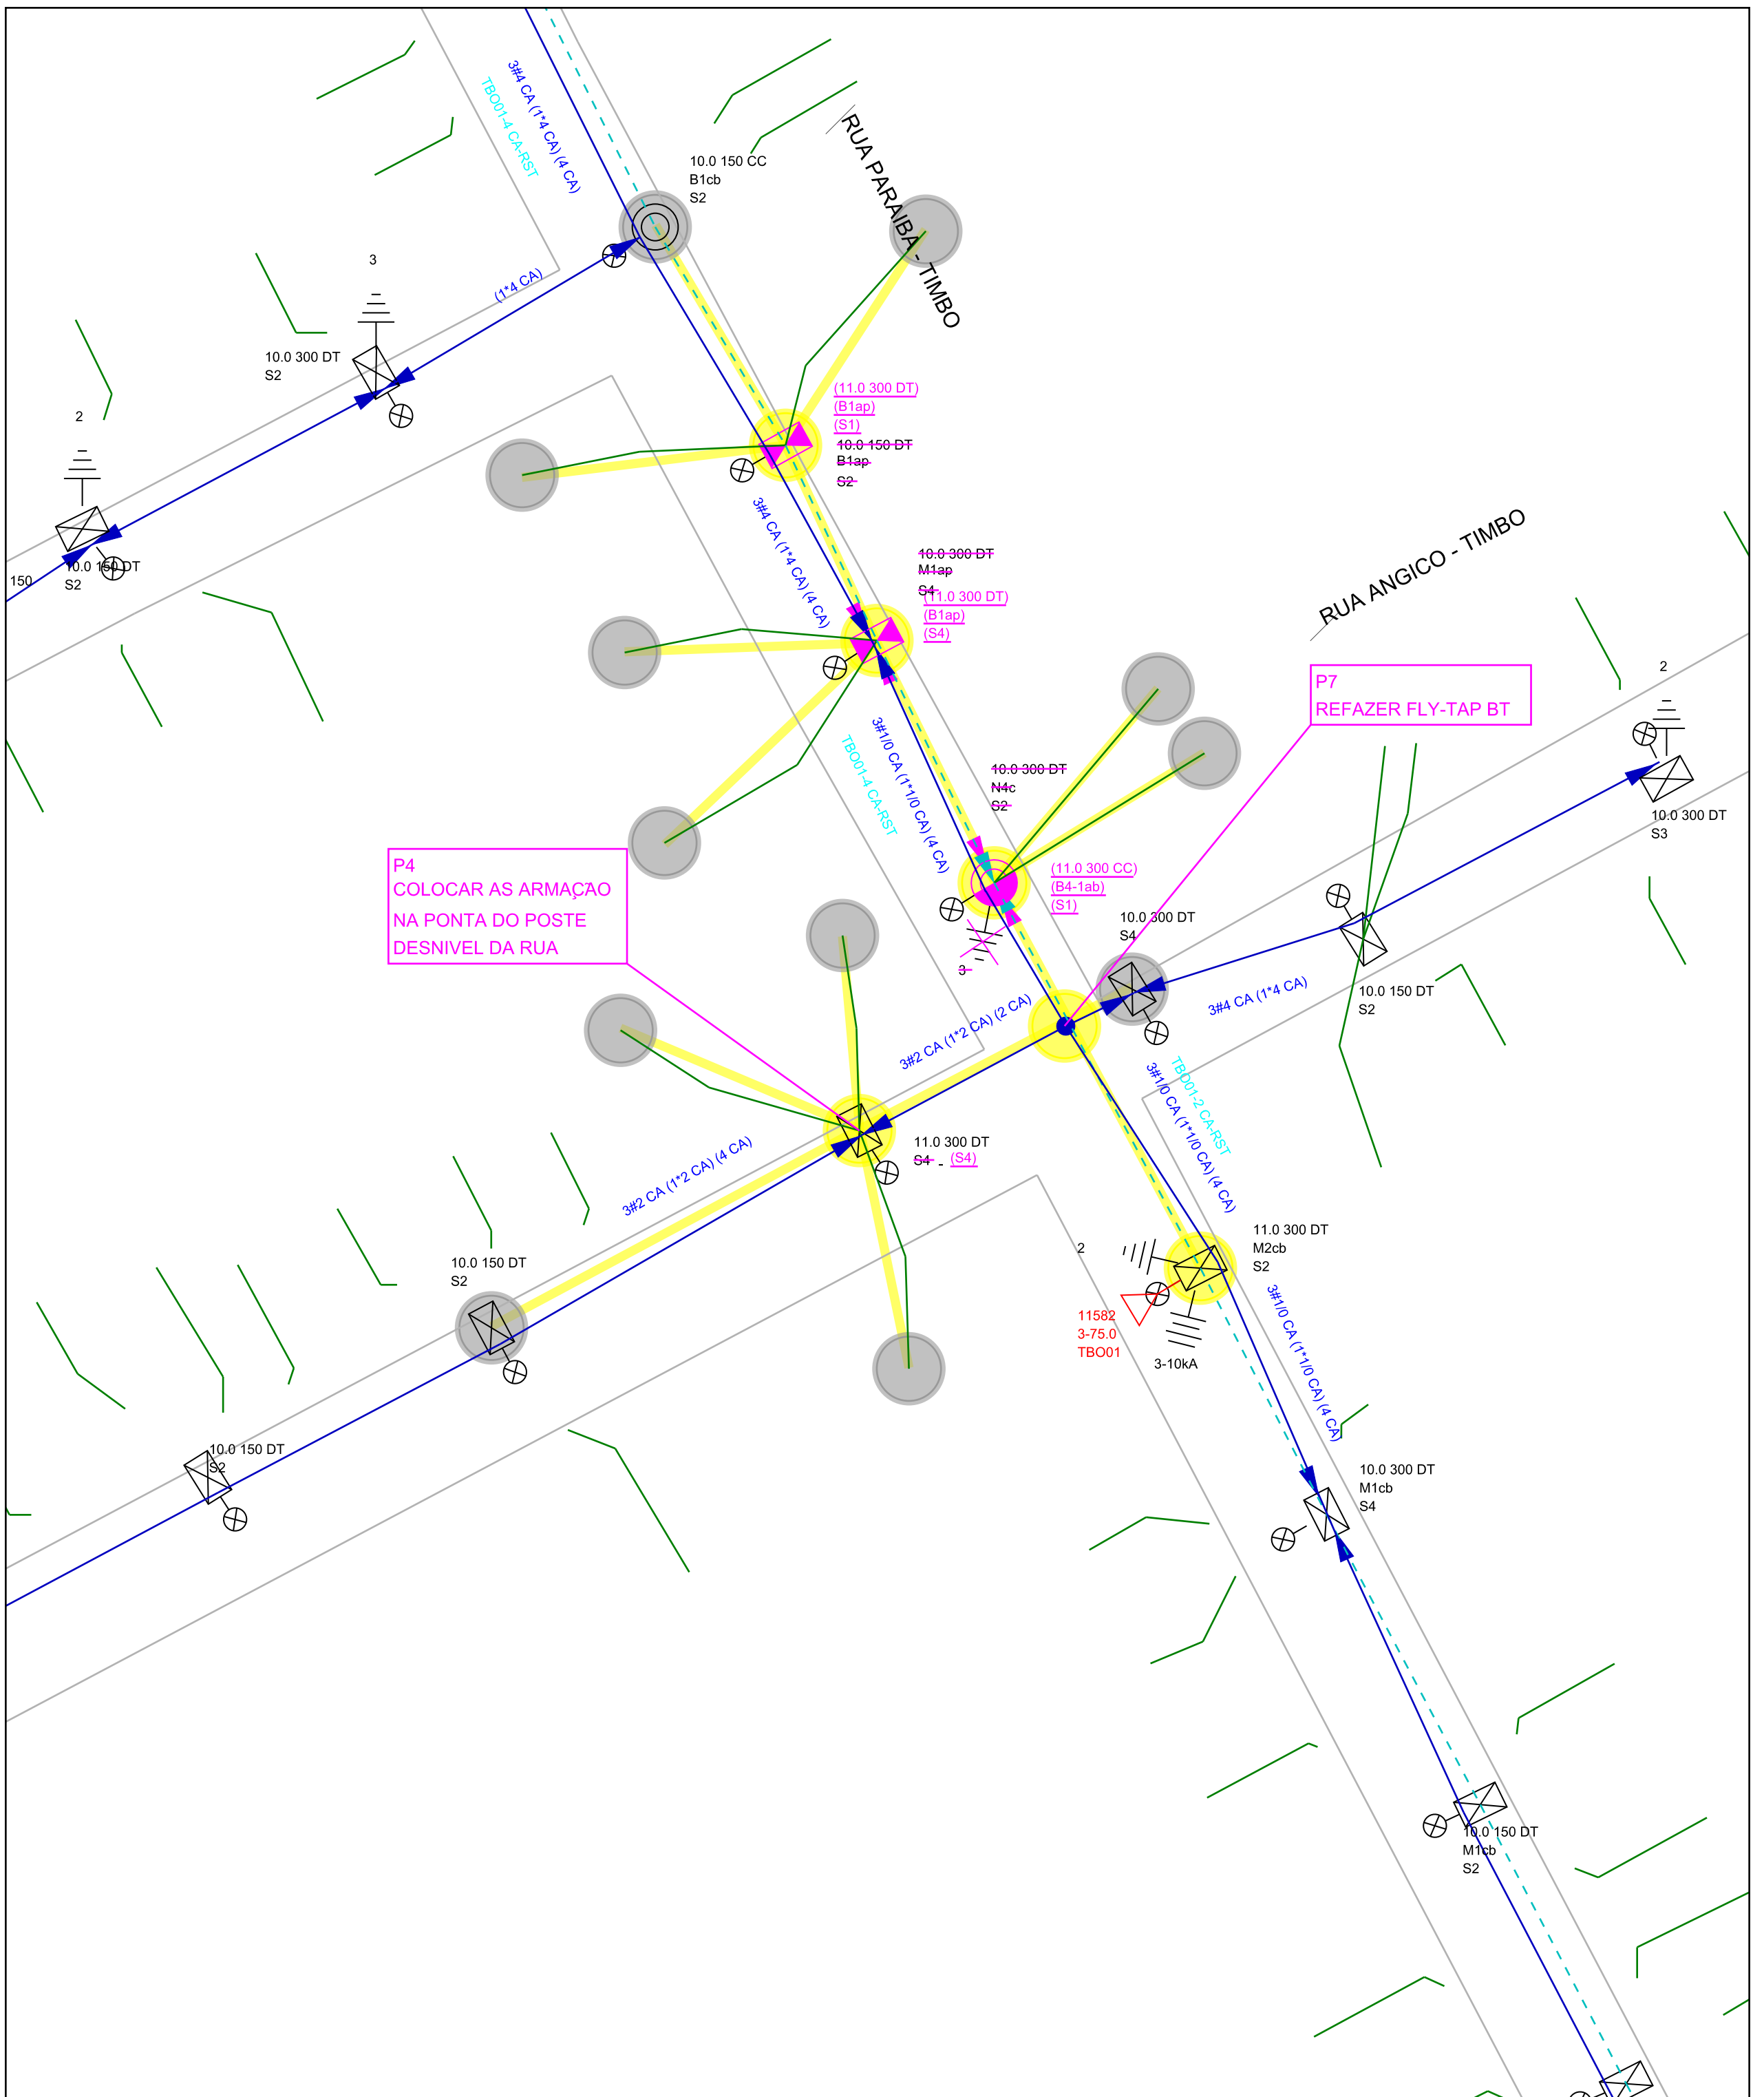 3#4 CA (1*4 CA) (4 CA)
TBO01-4 CA-RST
RUA PARAIBA - TIMBO
10.0 150 CC
B1cb
S2
3
(1*4 CA)
10.0 300 DT
S2
2
10.0 150 DT
S2
150
(11.0 300 DT)
(B1ap)
(S1)
10.0 150 DT
B1ap
S2
3#4 CA (1*4 CA) (4 CA)
10.0 300 DT
M1ap
S4
(11.0 300 DT)
(B1ap)
(S4)
RUA ANGICO - TIMBO
P7
REFAZER FLY-TAP BT
2
10.0 300 DT
S3
3#1/0 CA (1*1/0 CA) (4 CA)
TBO01-4 CA-RST
10.0 300 DT
N4c
S2
(11.0 300 CC)
(B4-1ab)
(S1)
3
P4
COLOCAR AS ARMAÇAO
NA PONTA DO POSTE
DESNIVEL DA RUA
10.0 300 DT
S4
10.0 150 DT
S2
3#4 CA (1*4 CA)
3#2 CA (1*2 CA) (2 CA)
TBO01-2 CA-RST
3#1/0 CA (1*1/0 CA) (4 CA)
11.0 300 DT
S4 - (S4)
3#2 CA (1*2 CA) (4 CA)
10.0 150 DT
S2
2
11.0 300 DT
M2cb
S2
11582
3-75.0
TBO01
3-10kA
3#1/0 CA (1*1/0 CA) (4 CA)
10.0 150 DT
S2
10.0 300 DT
M1cb
S4
10.0 150 DT
M1cb
S2